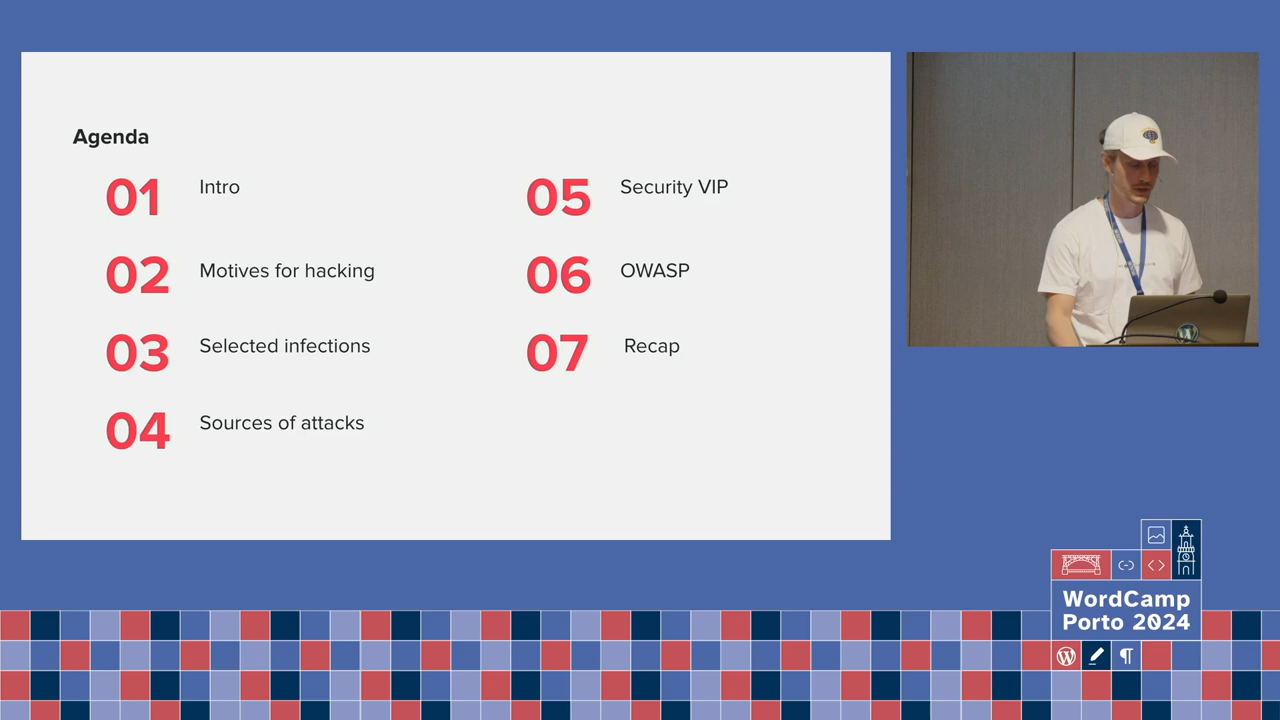 Agenda
01 Intro
02 Motives for hacking
03 Selected infections
04 Sources of attacks
05 Security VIP
06 OWASP
07 Recap
WordCamp
Porto 2024